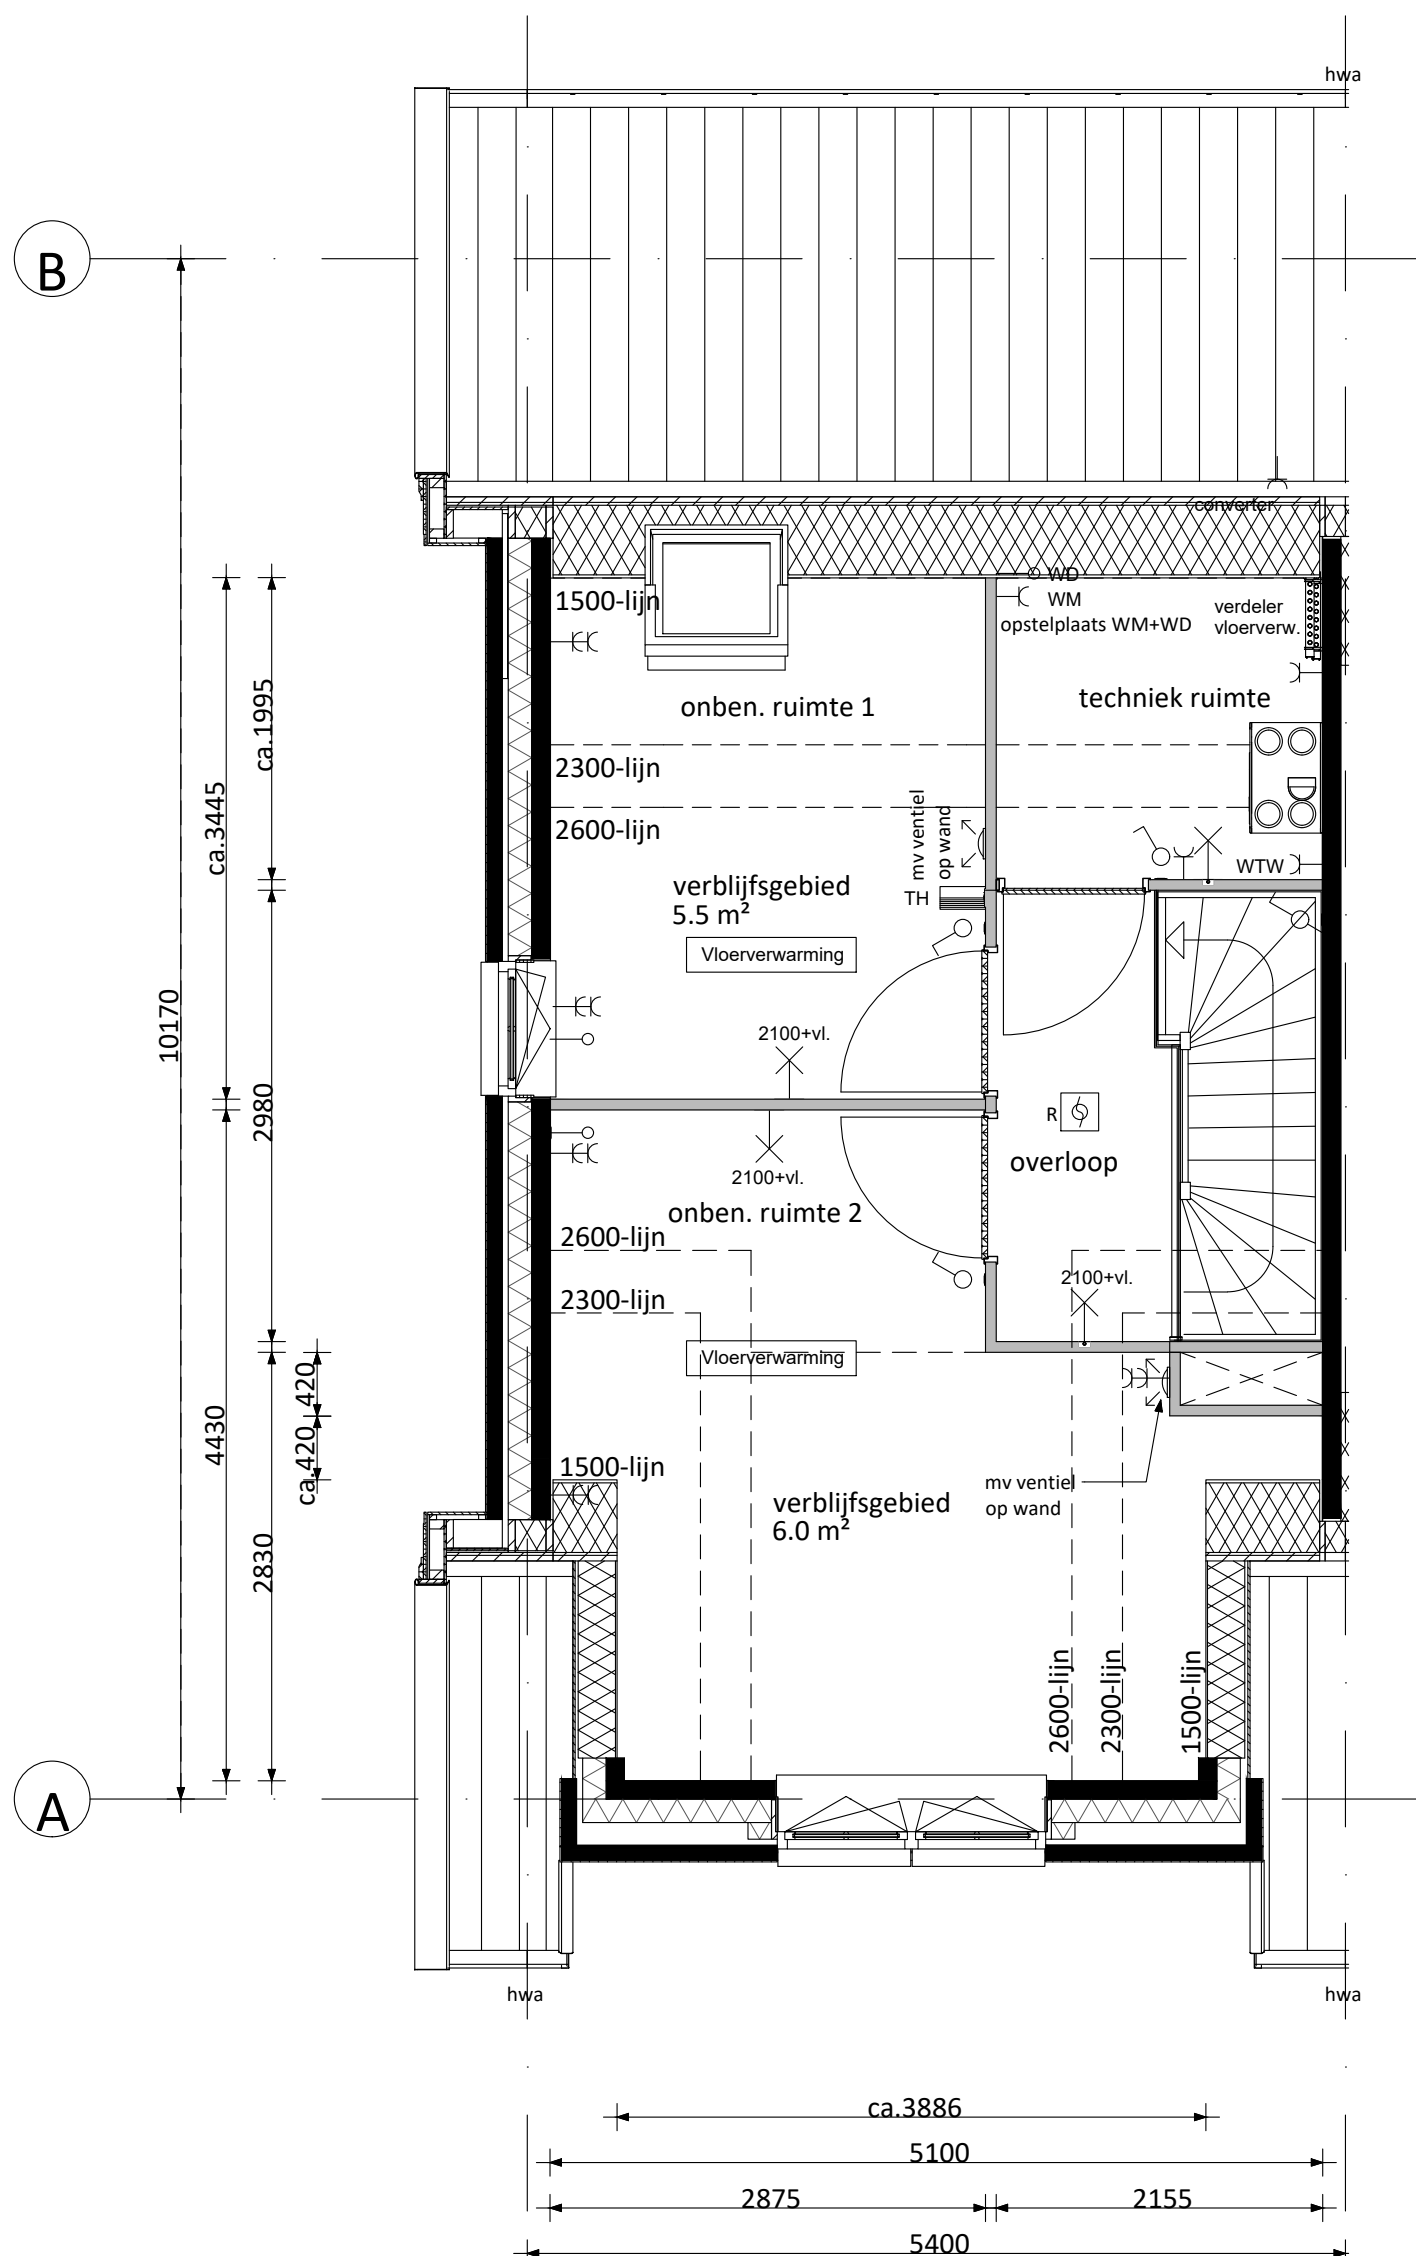 hwa
B
converter
1500-lijn
WD
WM
opstelplaats WM+WD
verdeler
vloerverw.
onben. ruimte 1
techniek ruimte
2300-lijn
2600-lijn
mv ventiel
op wand
WTW
verblijfsgebied
5.5 m²
TH
Vloerverwarming
2100+vl.
R
overloop
2100+vl.
onben. ruimte 2
2600-lijn
2300-lijn
2100+vl.
Vloerverwarming
1500-lijn
mv ventiel
op wand
verblijfsgebied
6.0 m²
2600-lijn
2300-lijn
1500-lijn
10170
ca.3445
ca.1995
2980
4430
420
ca.420
2830
A
hwa
hwa
ca.3886
5100
2875
2155
5400